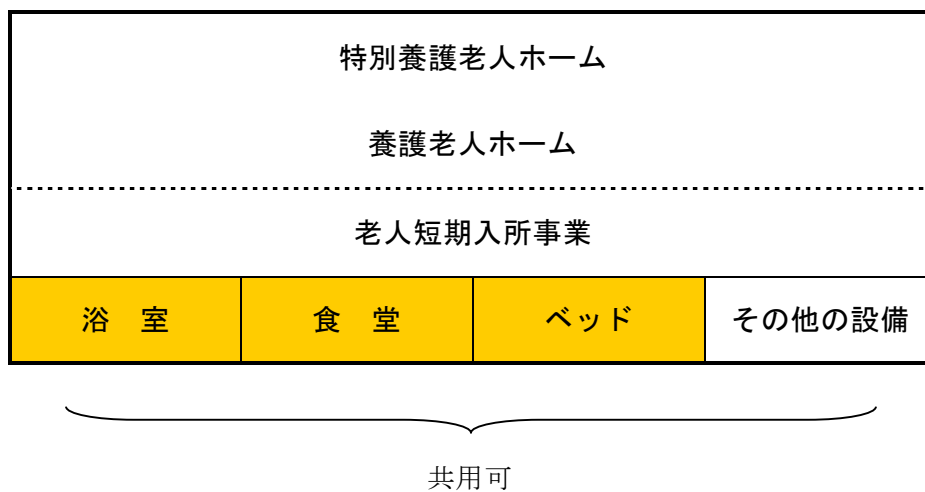 特別養護老人ホーム
養護老人ホーム
老人短期入所事業
浴　室　食　堂　ベッド　その他の設備
共用可